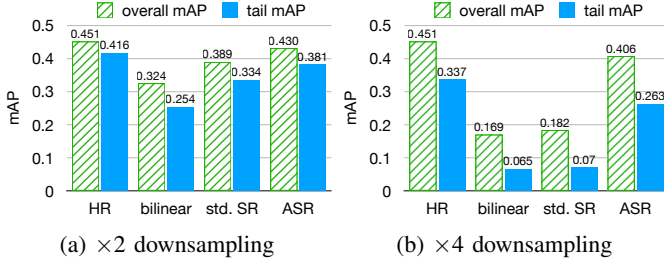 overall mAP tail mAP
0.5
0.4
0.3
0.2
0.1
0
mAP
0.451 0.416 0.324 0.254 0.389 0.334 0.430 0.381
HR bilinear std. SR ASR
(a) ×2 downsampling
overall mAP tail mAP
0.5
0.4
0.3
0.2
0.1
0
mAP
0.451 0.337 0.169 0.065 0.182 0.07 0.406 0.263
HR bilinear std. SR ASR
(b) ×4 downsampling